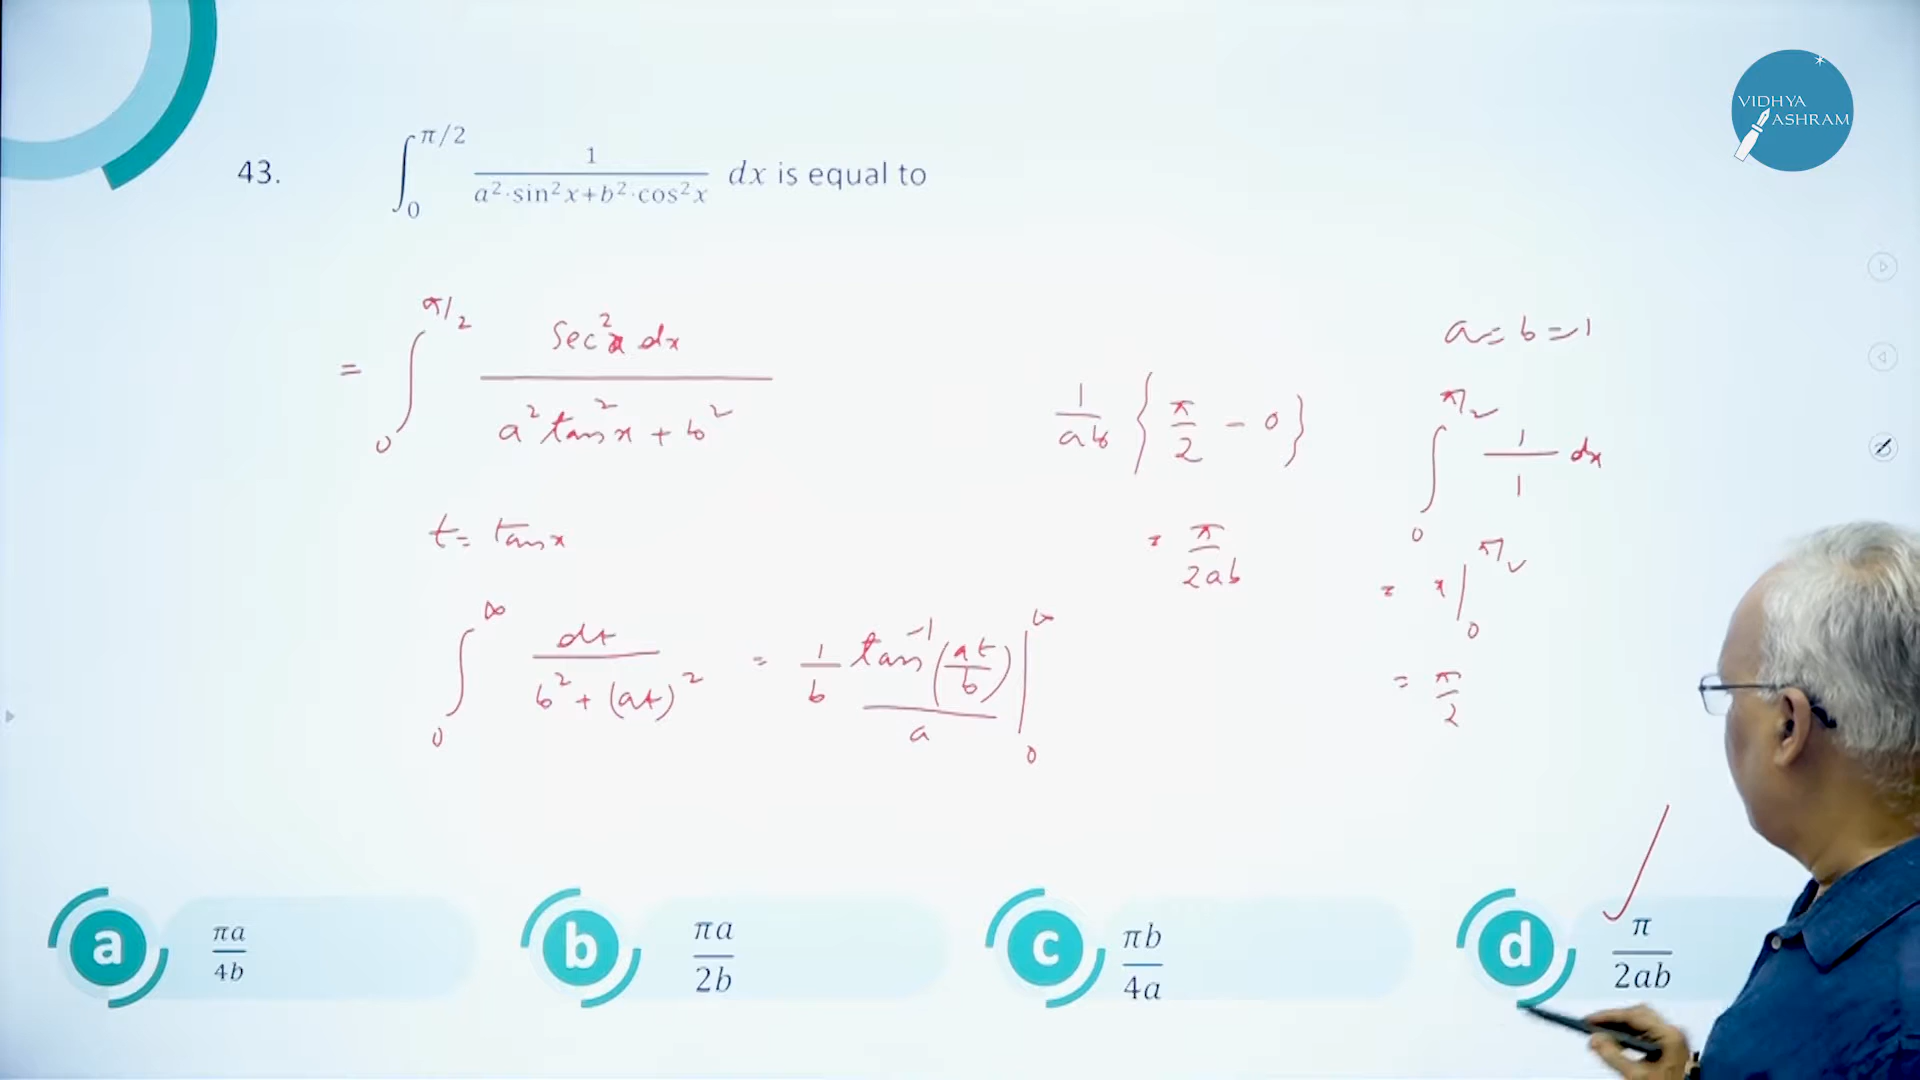 VIDHYA
ASHRAM
43. ∫₀^{π/2} 1/(a²·sin²x+b²·cos²x) dx is equal to
= ∫₀^{π/2} sec²x dx / (a² tan²x + b²)
t = tan x
∫₀^∞ dt / (b² + (at)²) = 1/b tan⁻¹(at/b) / a |₀^∞
1/ab { π/2 − 0 }
= π/2ab
a = b = 1
∫₀^{π/2} 1/1 dx
= x |₀^{π/2}
= π/2
a πa/4b
b πa/2b
c πb/4a
d π/2ab